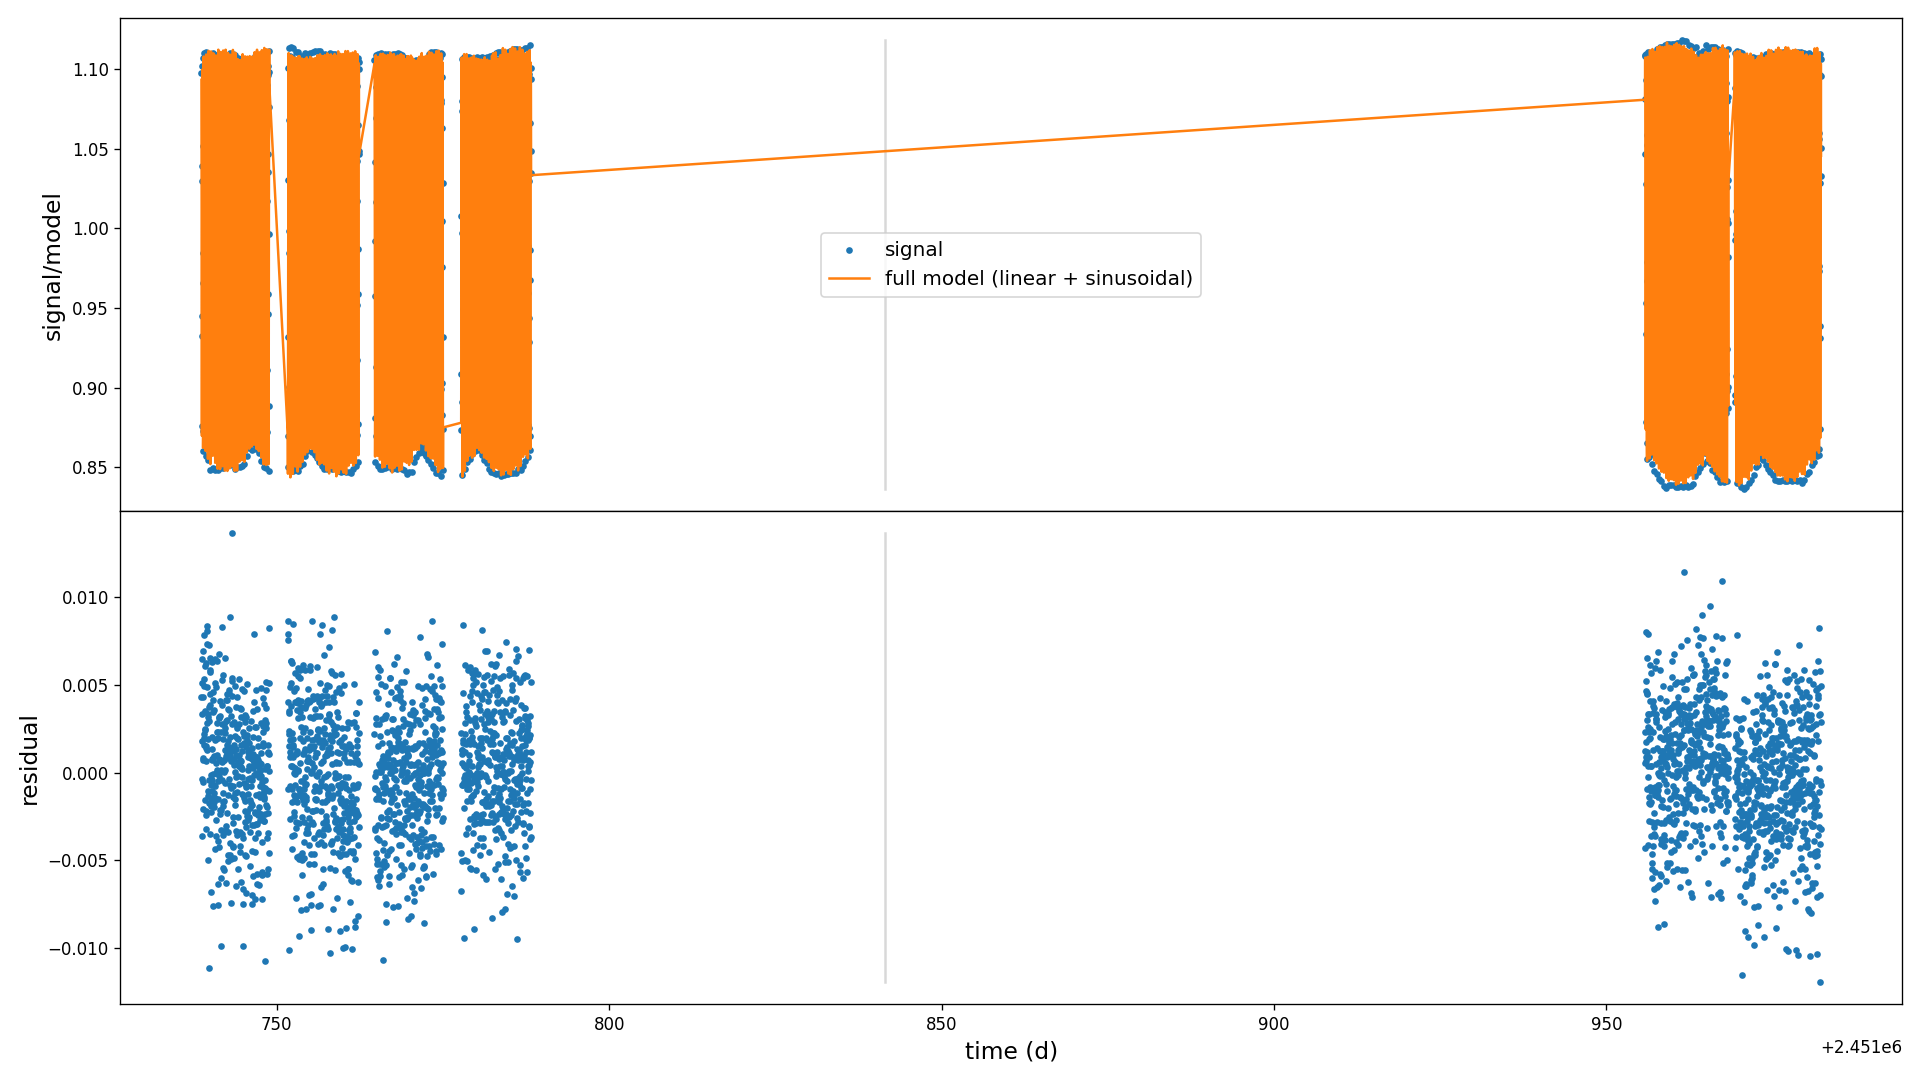 signal/model
1.10
1.05
1.00
0.95
0.90
0.85
signal
full model (linear + sinusoidal)
residual
0.010
0.005
0.000
−0.005
−0.010
750
800
850
900
950
time (d)
+2.451e6